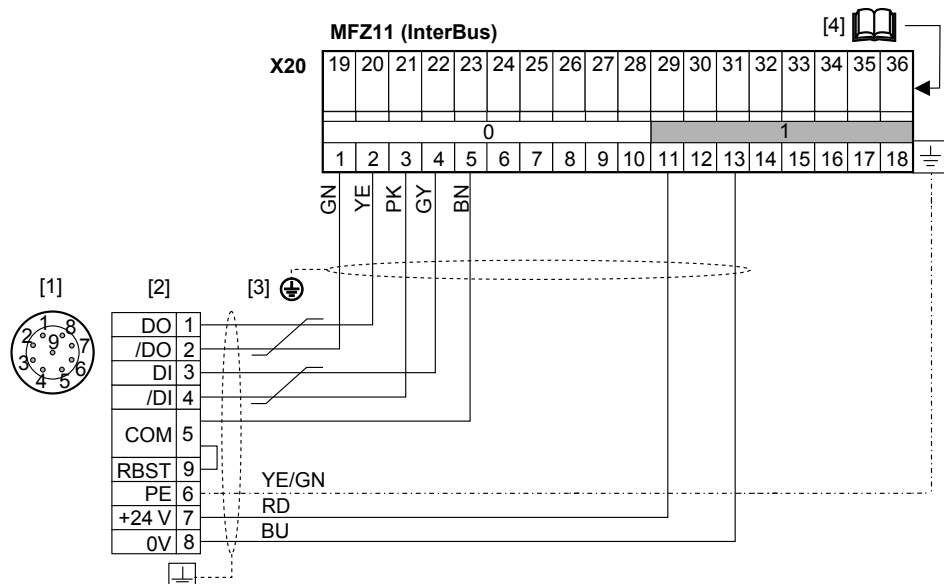 MFZ11 (InterBus)
[4]
X20
19 20 21 22 23 24 25 26 27 28 29 30 31 32 33 34 35 36
0 1
1 2 3 4 5 6 7 8 9 10 11 12 13 14 15 16 17 18
GN YE PK GY BN
[1] [2] [3]
1 2 3 4 5 6 7 8 9
DO 1
/DO 2
DI 3
/DI 4
COM 5
RBST 9
PE 6 YE/GN
+24 V 7 RD
0V 8 BU